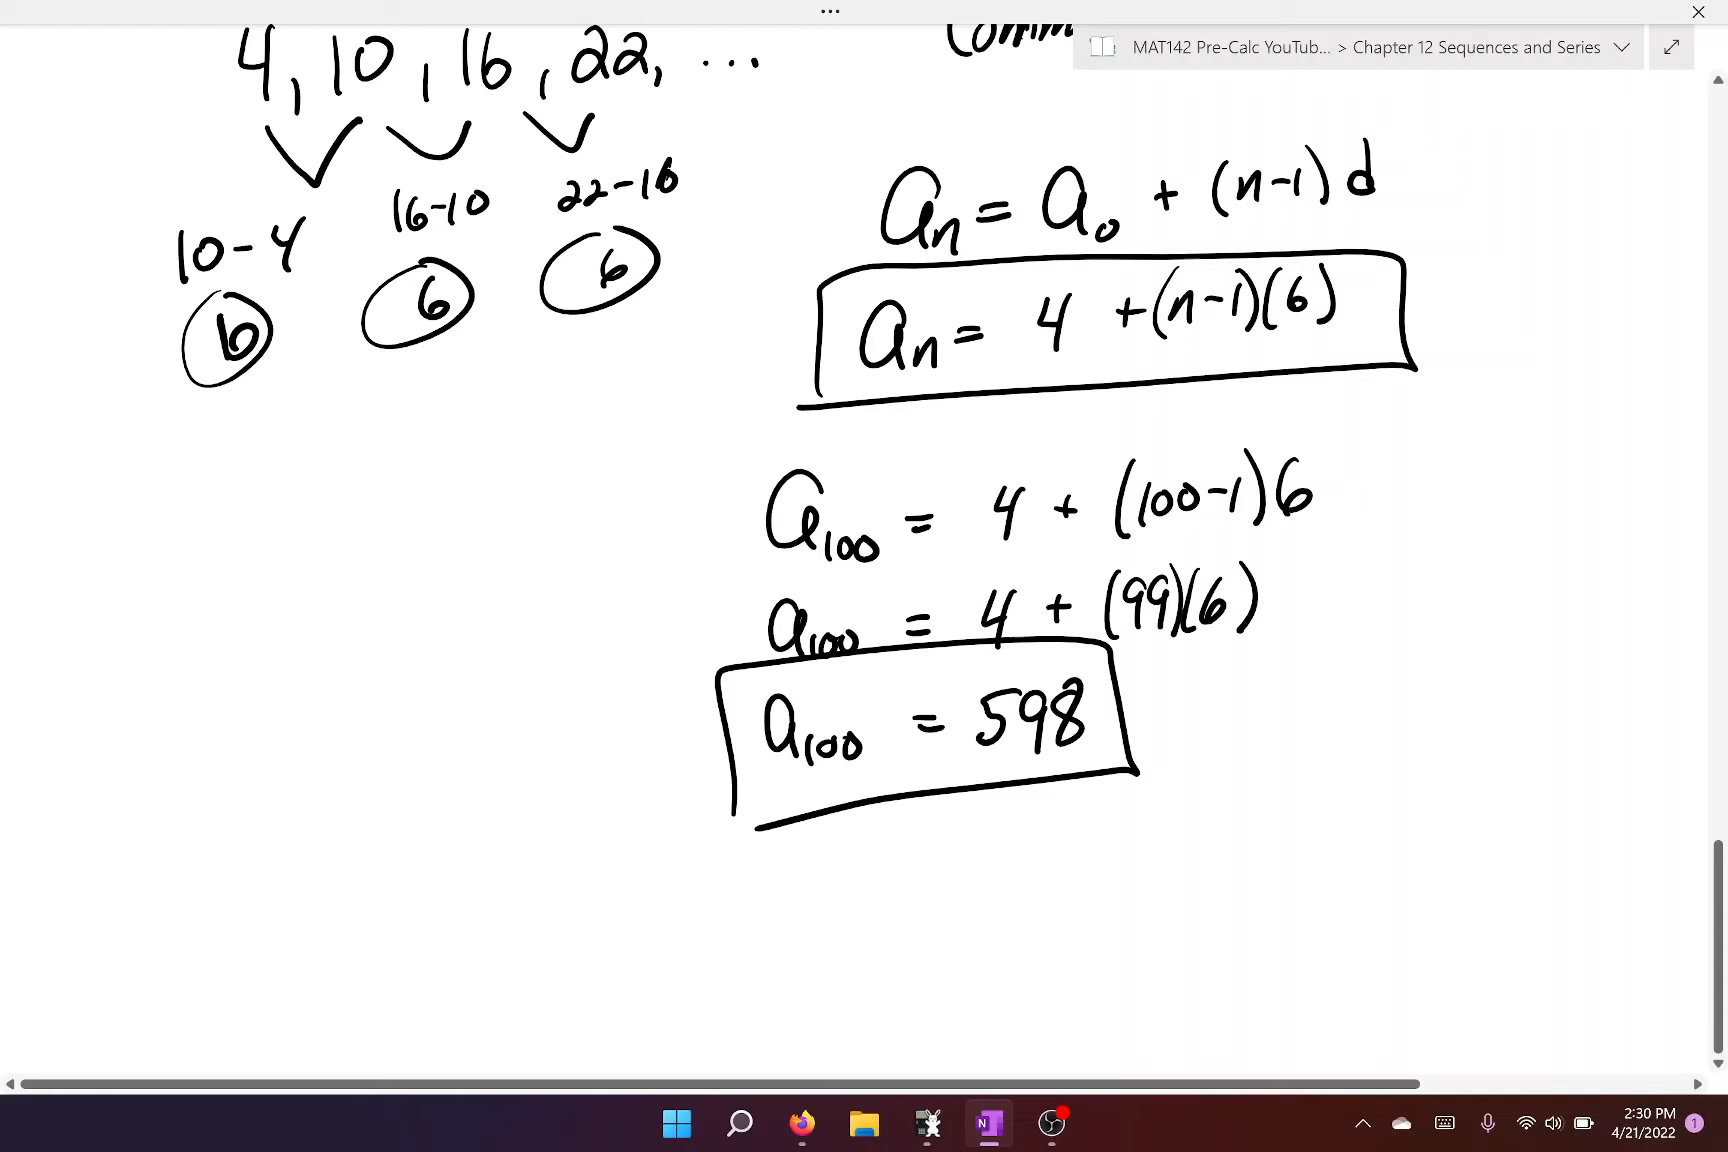 ...
MAT142 Pre-Calc YouTub... > Chapter 12 Sequences and Series
4, 10, 16, 22, ...
10-4
16-10
22-16
6
6
6
aₙ = a₀ + (n-1)d
aₙ = 4 + (n-1)(6)
a₁₀₀ = 4 + (100-1)6
a₁₀₀ = 4 + (99)(6)
a₁₀₀ = 598
2:30 PM
4/21/2022
1